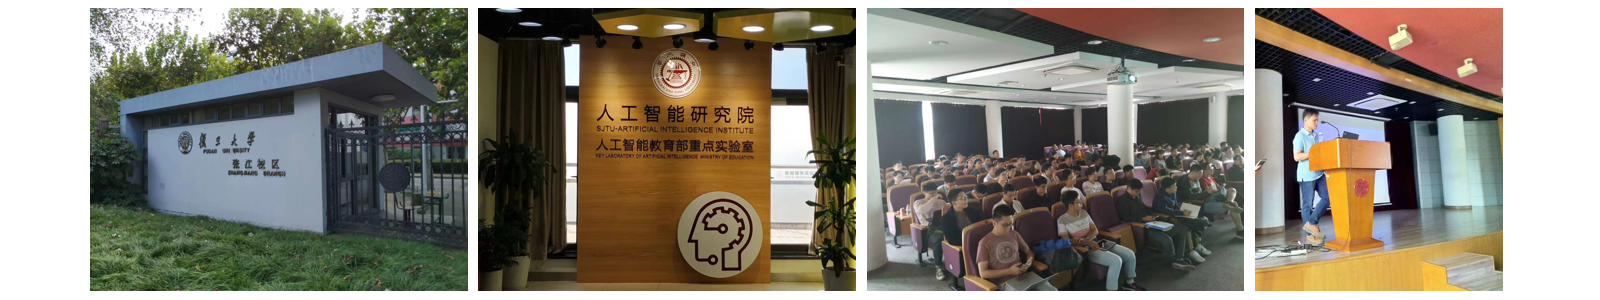 復旦大学
FUDAN UNIVERSITY
张江校区
ZHANGJIANG BRANCH
人工智能研究院
SJTU-ARTIFICIAL INTELLIGENCE INSTITUTE
人工智能教育部重点实验室
KEY LABORATORY OF ARTIFICIAL INTELLIGENCE MINISTRY OF EDUCATION